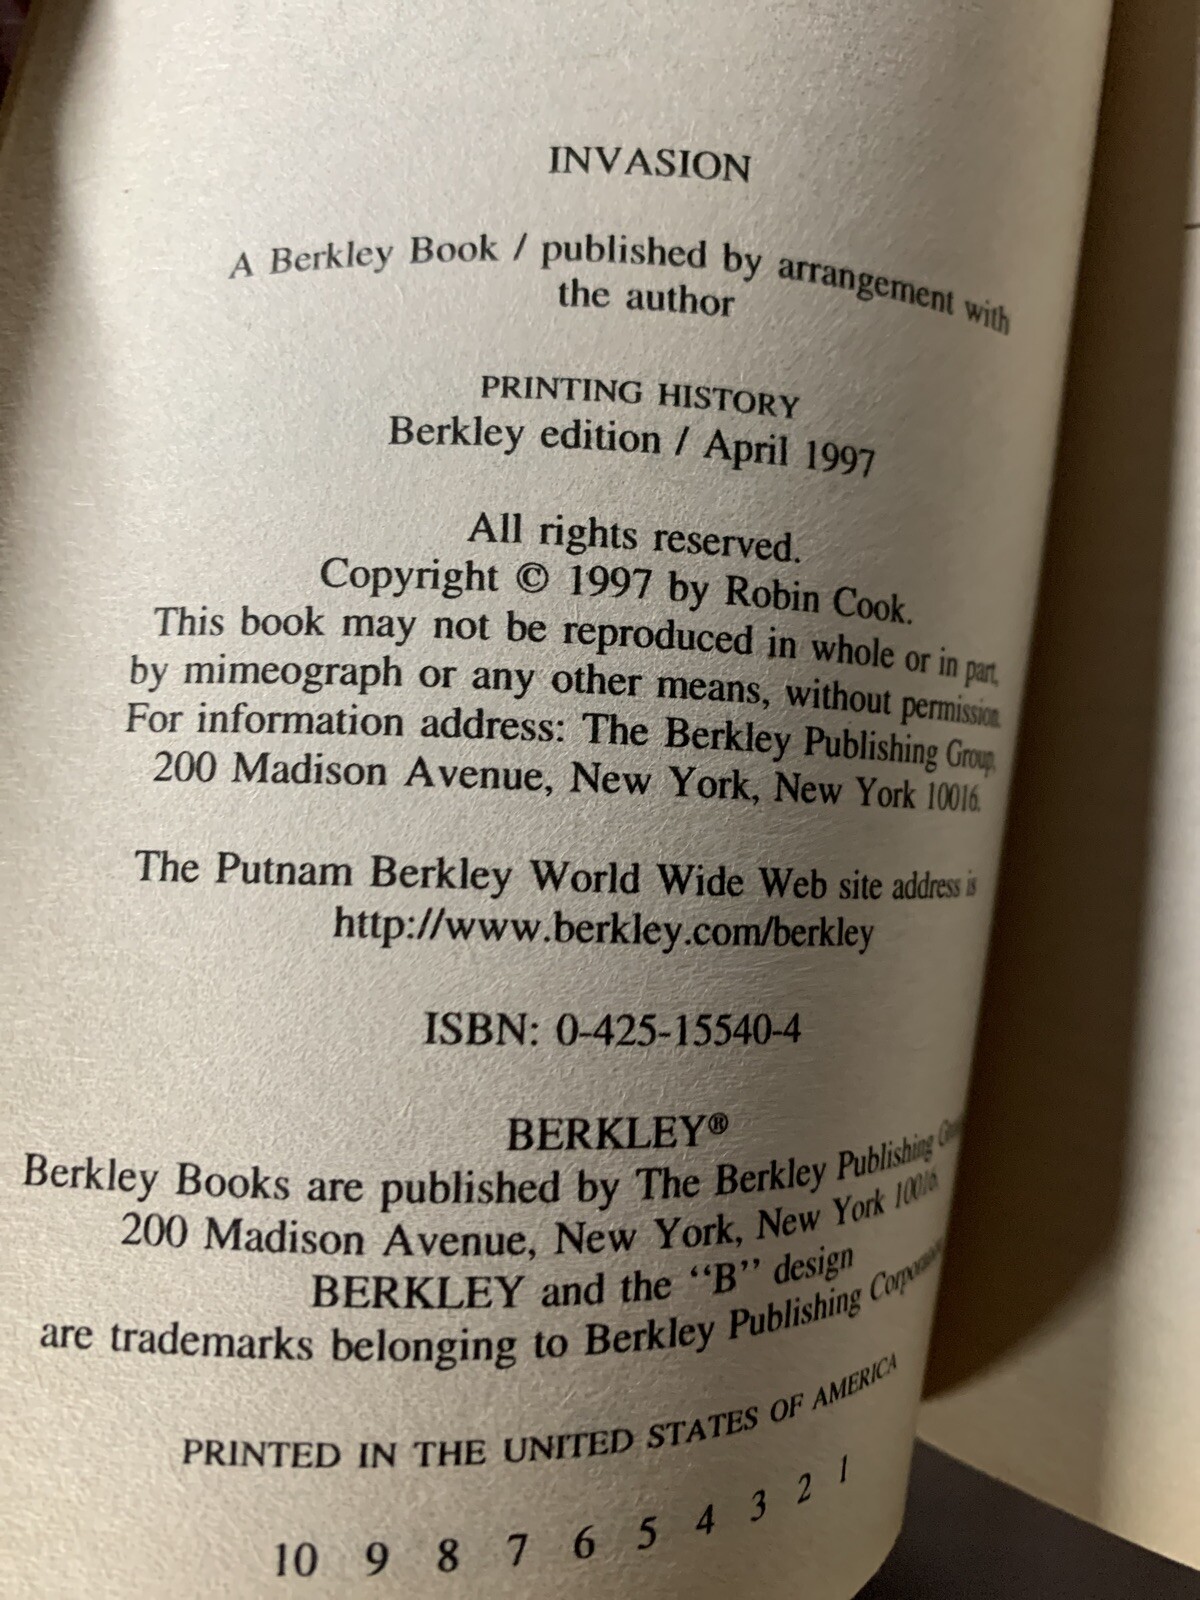 INVASION
A Berkley Book / published by arrangement with
the author
PRINTING HISTORY
Berkley edition / April 1997
All rights reserved.
Copyright © 1997 by Robin Cook.
This book may not be reproduced in whole or in part,
by mimeograph or any other means, without permission.
For information address: The Berkley Publishing Group,
200 Madison Avenue, New York, New York 10016.
The Putnam Berkley World Wide Web site address is
http://www.berkley.com/berkley
ISBN: 0-425-15540-4
BERKLEY®
Berkley Books are published by The Berkley Publishing
200 Madison Avenue, New York, New York 10016.
BERKLEY and the “B” design
are trademarks belonging to Berkley Publishing Corporation.
PRINTED IN THE UNITED STATES OF AMERICA
10 9 8 7 6 5 4 3 2 1